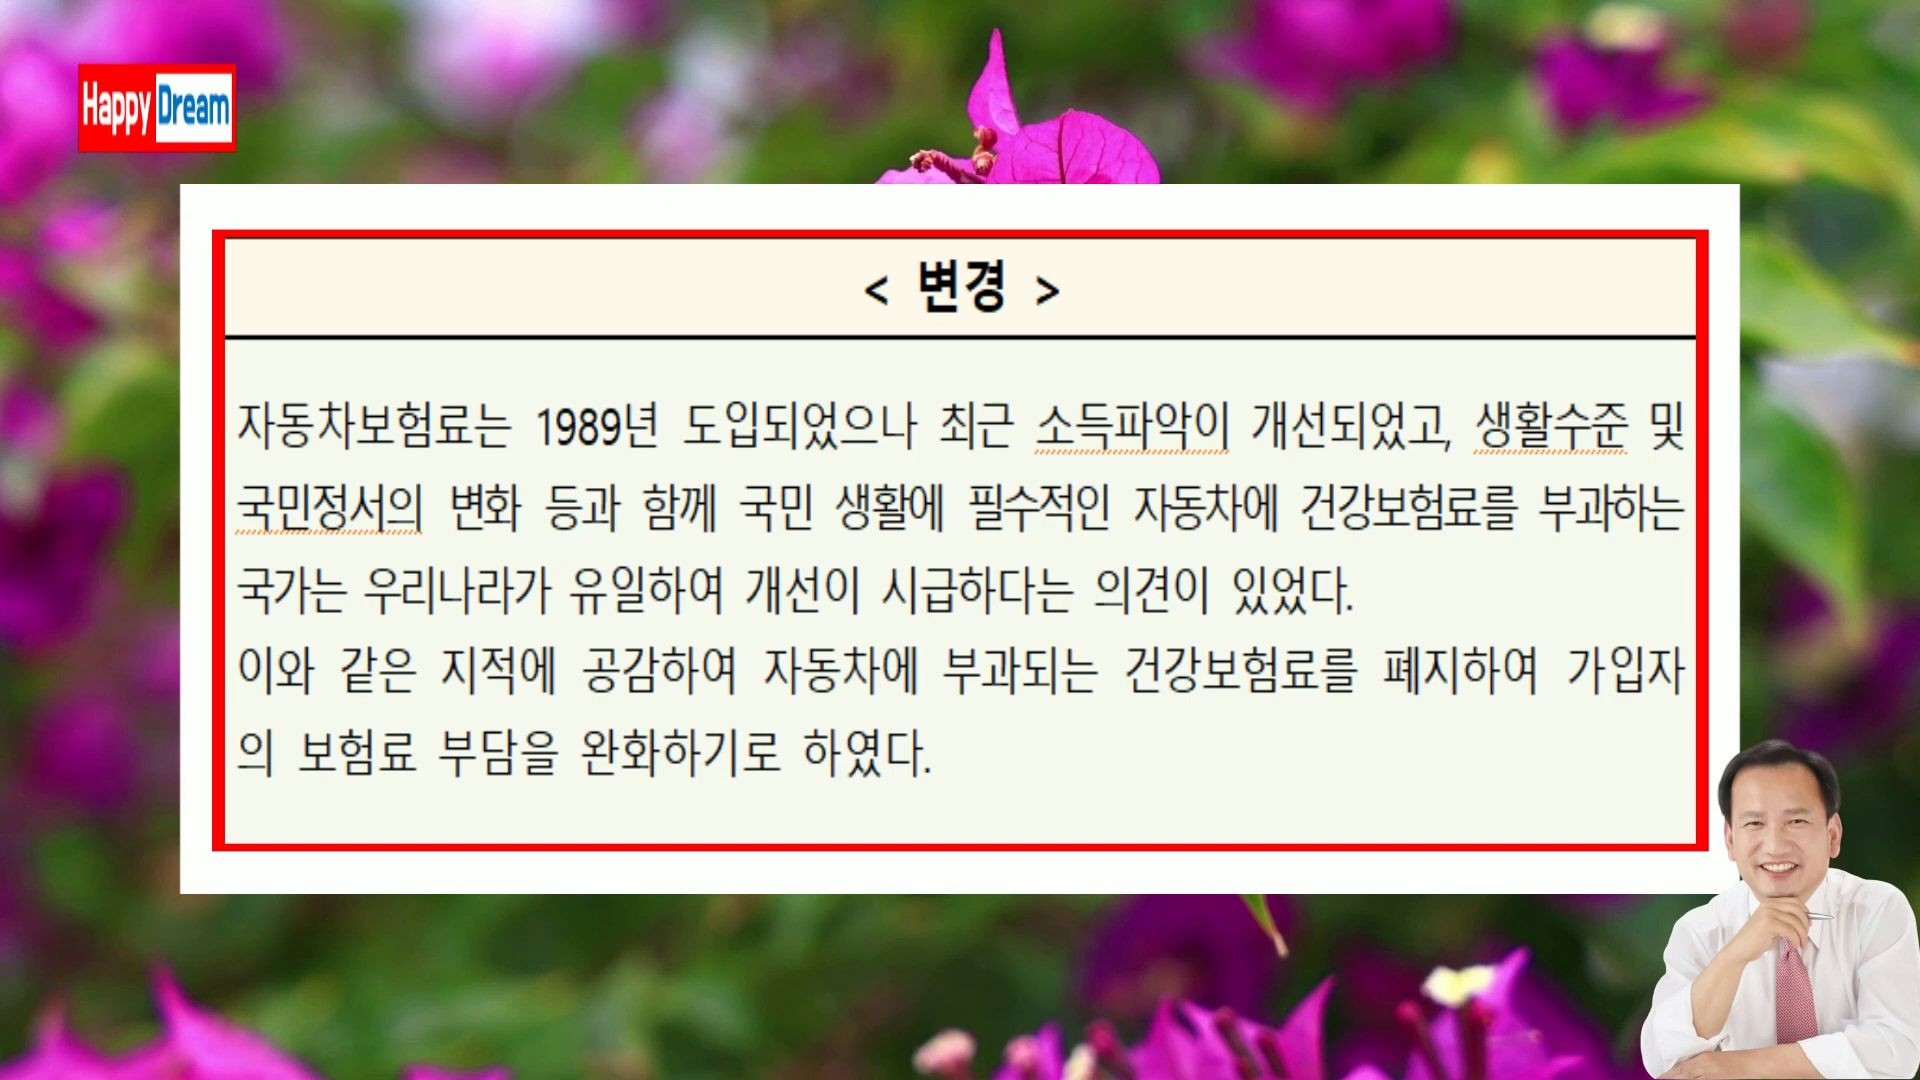 Happy Dream
< 변경 >
자동차보험료는 1989년 도입되었으나 최근 소득파악이 개선되었고, 생활수준 및
국민정서의 변화 등과 함께 국민 생활에 필수적인 자동차에 건강보험료를 부과하는
국가는 우리나라가 유일하여 개선이 시급하다는 의견이 있었다.
이와 같은 지적에 공감하여 자동차에 부과되는 건강보험료를 폐지하여 가입자
의 보험료 부담을 완화하기로 하였다.